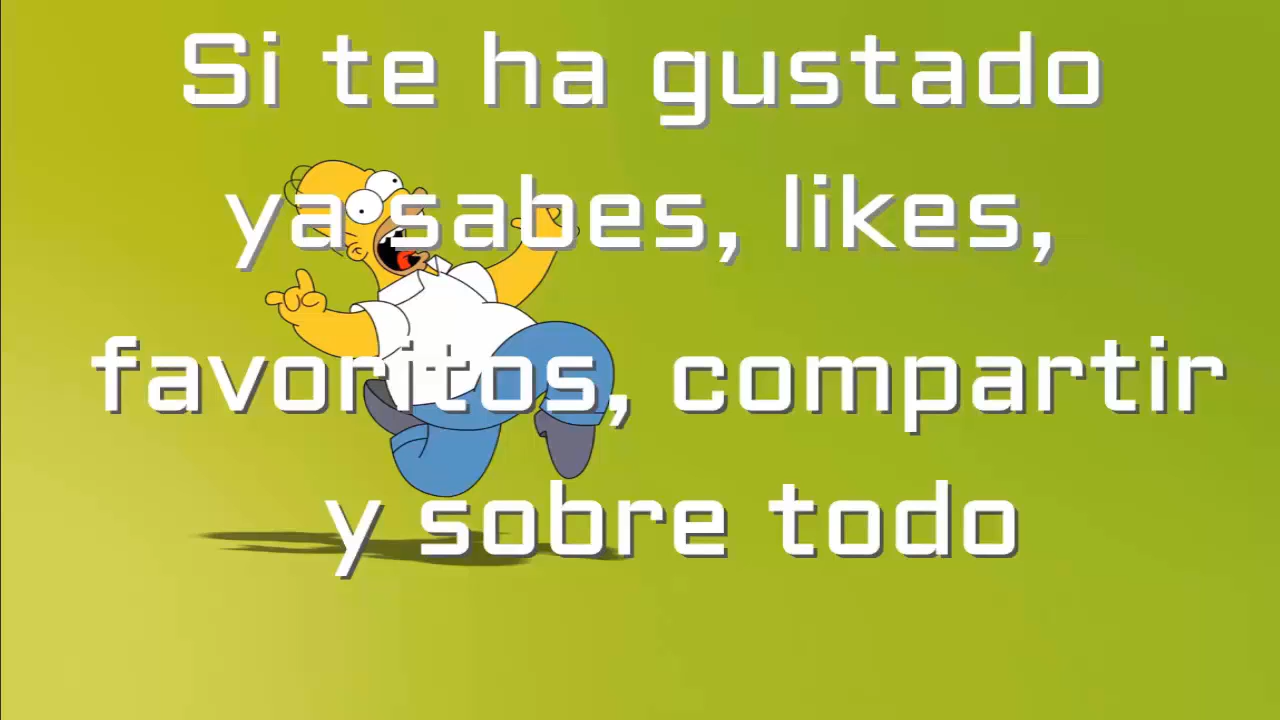 Si te ha gustado
ya sabes, likes,
favoritos, compartir
y sobre todo